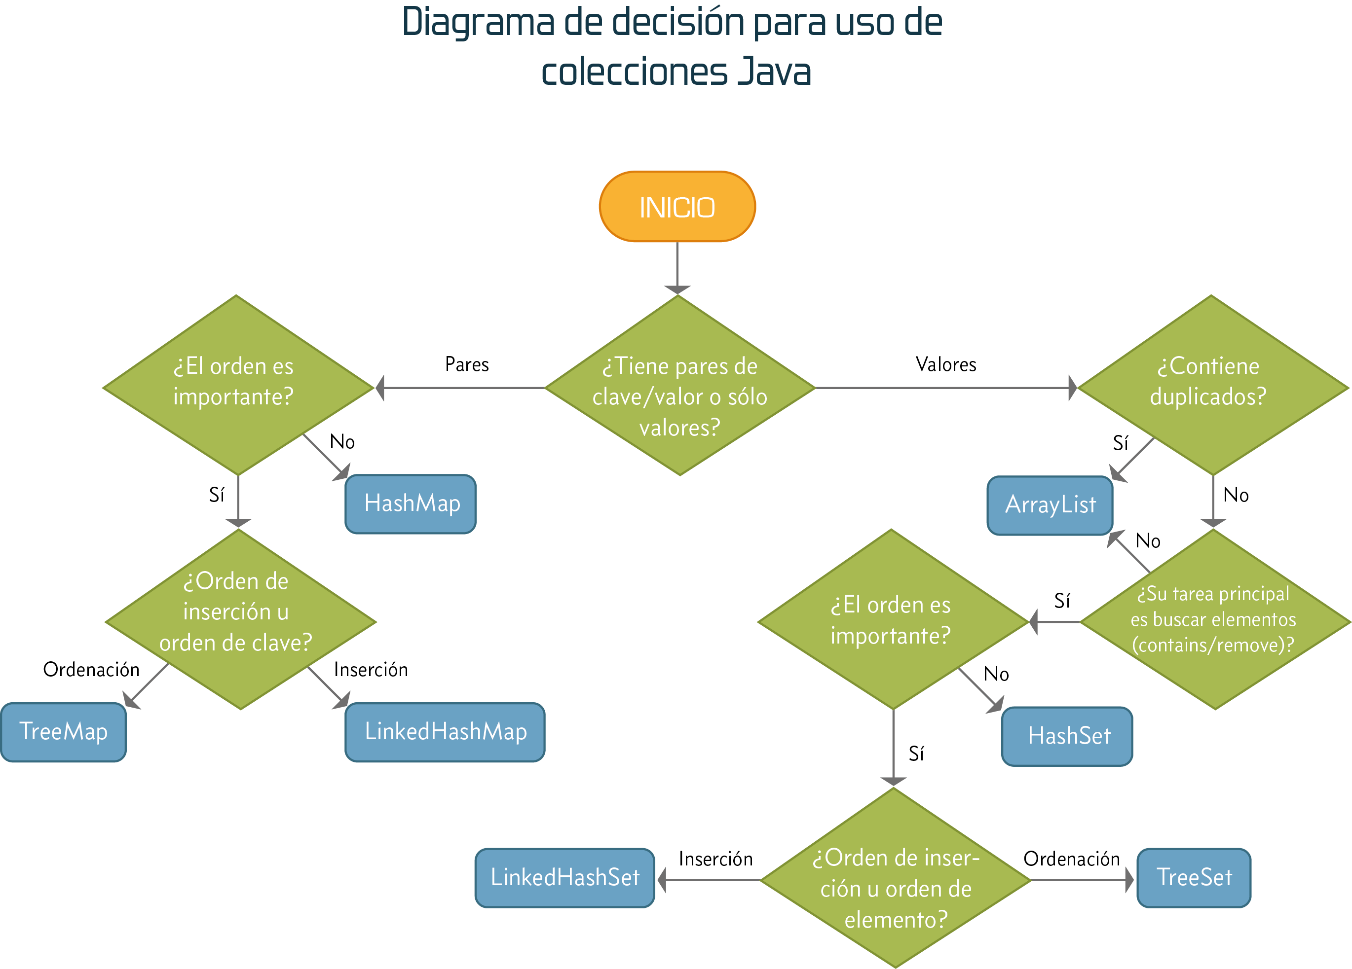 Diagrama de decisión para uso de
colecciones Java
INICIO
¿Tiene pares de
clave/valor o sólo
valores?
Pares
Valores
¿El orden es
importante?
No
HashMap
Sí
¿Orden de
inserción u
orden de clave?
Ordenación
Inserción
TreeMap
LinkedHashMap
¿Contiene
duplicados?
Sí
ArrayList
No
No
¿Su tarea principal
es buscar elementos
(contains/remove)?
Sí
¿El orden es
importante?
No
HashSet
Sí
¿Orden de inser-
ción u orden de
elemento?
Inserción
LinkedHashSet
Ordenación
TreeSet